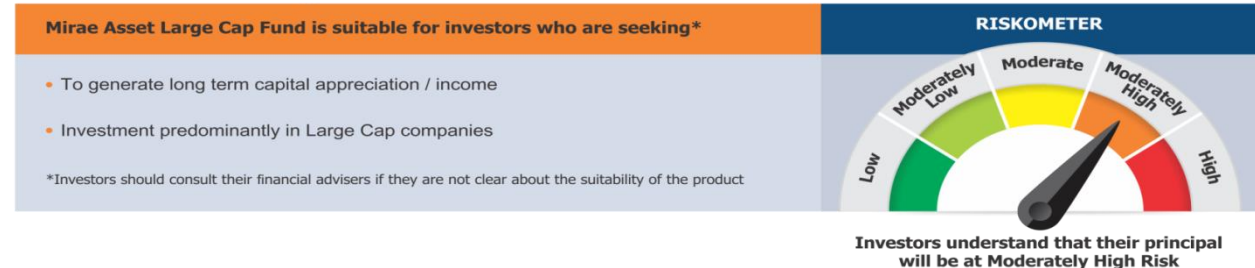 Mirae Asset Large Cap Fund is suitable for investors who are seeking*
• To generate long term capital appreciation / income
• Investment predominantly in Large Cap companies
*Investors should consult their financial advisers if they are not clear about the suitability of the product
RISKOMETER
Low
Moderately
Low
Moderate
Moderately
High
High
Investors understand that their principal
will be at Moderately High Risk